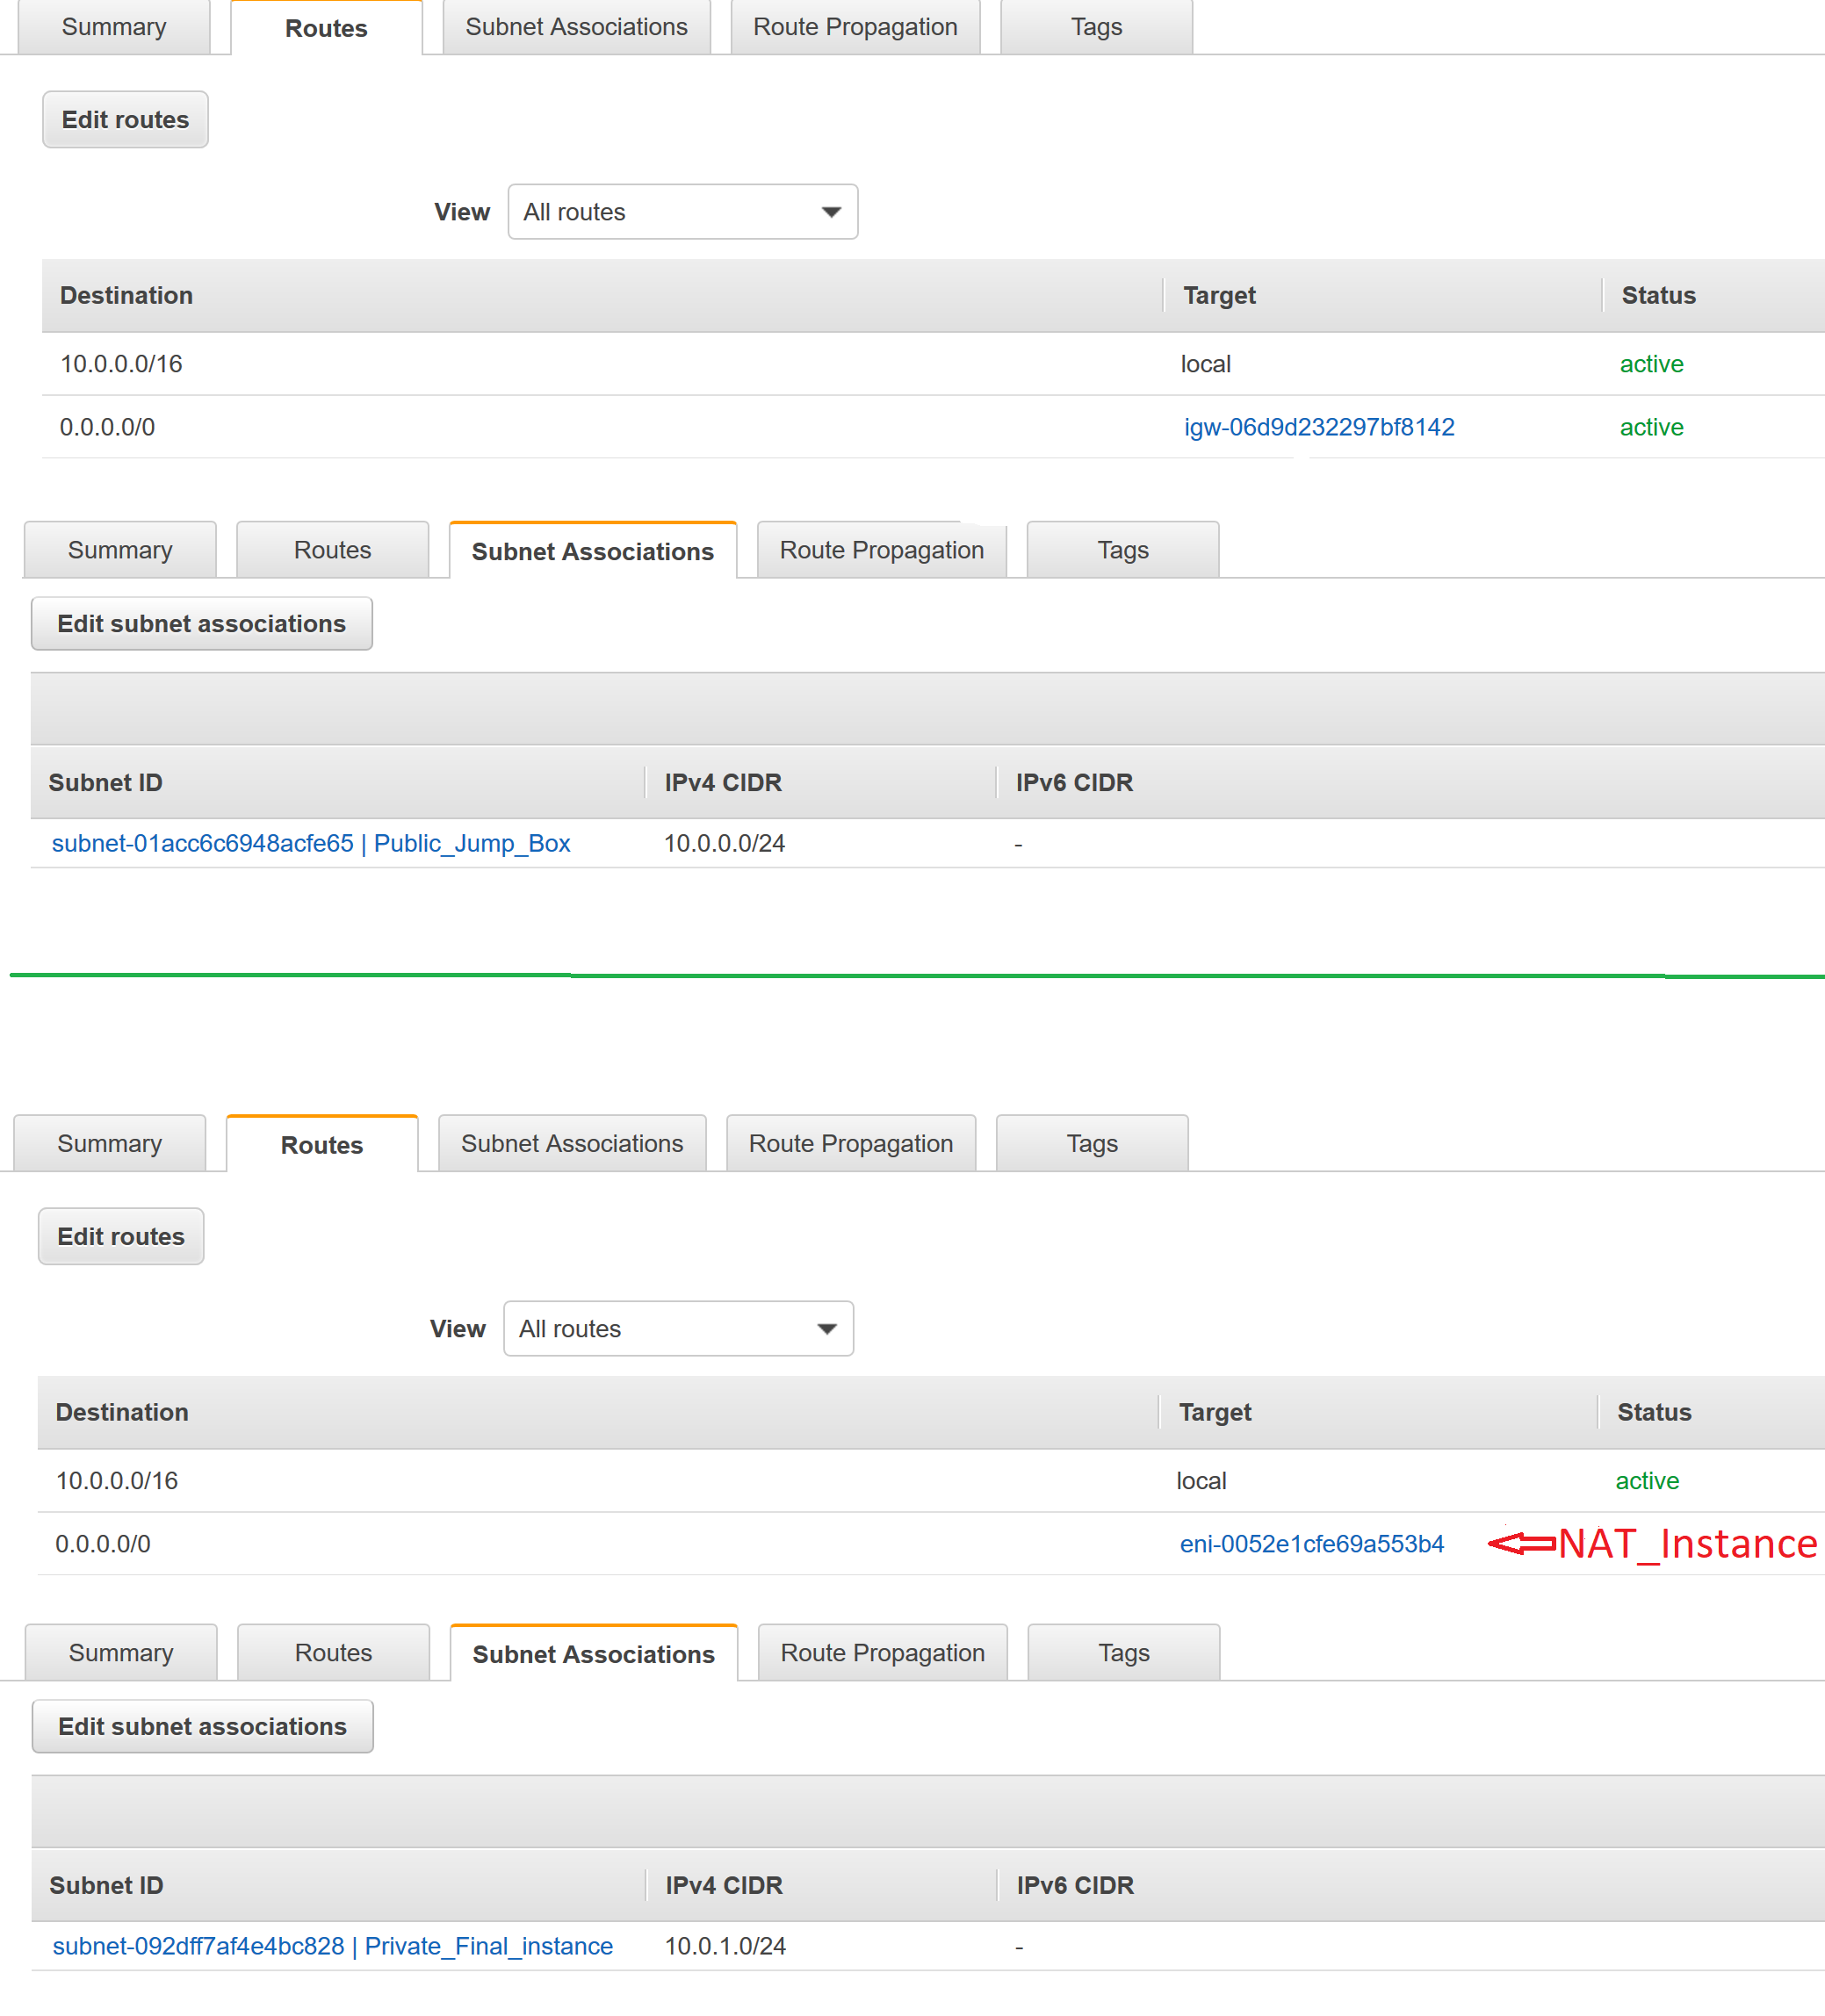 Summary Routes Subnet Associations Route Propagation Tags
Edit routes
View All routes
Destination Target Status
10.0.0.0/16 local active
0.0.0.0/0 igw-06d9d232297bf8142 active
Summary Routes Subnet Associations Route Propagation Tags
Edit subnet associations
Subnet ID IPv4 CIDR IPv6 CIDR
subnet-01acc6c6948acfe65 | Public_Jump_Box 10.0.0.0/24 -
Summary Routes Subnet Associations Route Propagation Tags
Edit routes
View All routes
Destination Target Status
10.0.0.0/16 local active
0.0.0.0/0 eni-0052e1cfe69a553b4 NAT_Instance
Summary Routes Subnet Associations Route Propagation Tags
Edit subnet associations
Subnet ID IPv4 CIDR IPv6 CIDR
subnet-092dff7af4e4bc828 | Private_Final_instance 10.0.1.0/24 -